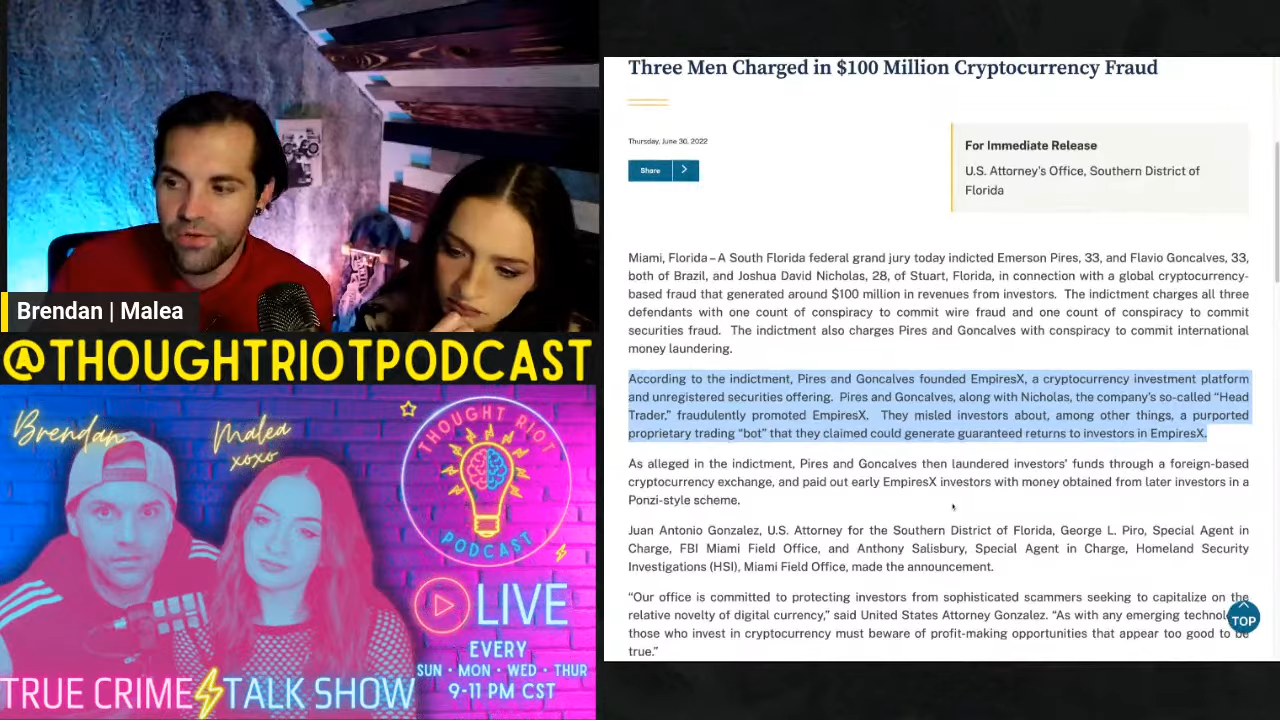 Brendan | Malea
@THOUGHTRIOTPODCAST
Brendan
Malea
xoxo
THOUGHT RIOT
PODCAST
LIVE
EVERY
SUN • MON • WED • THUR
9-11 PM CST
TRUE CRIME TALK SHOW
Three Men Charged in $100 Million Cryptocurrency Fraud
Thursday, June 30, 2022
Share
For Immediate Release
U.S. Attorney's Office, Southern District of
Florida
Miami, Florida – A South Florida federal grand jury today indicted Emerson Pires, 33, and Flavio Goncalves, 33,
both of Brazil, and Joshua David Nicholas, 28, of Stuart, Florida, in connection with a global cryptocurrency-
based fraud that generated around $100 million in revenues from investors. The indictment charges all three
defendants with one count of conspiracy to commit wire fraud and one count of conspiracy to commit
securities fraud. The indictment also charges Pires and Goncalves with conspiracy to commit international
money laundering.
According to the indictment, Pires and Goncalves founded EmpiresX, a cryptocurrency investment platform
and unregistered securities offering. Pires and Goncalves, along with Nicholas, the company's so-called “Head
Trader,” fraudulently promoted EmpiresX. They misled investors about, among other things, a purported
proprietary trading “bot” that they claimed could generate guaranteed returns to investors in EmpiresX.
As alleged in the indictment, Pires and Goncalves then laundered investors’ funds through a foreign-based
cryptocurrency exchange, and paid out early EmpiresX investors with money obtained from later investors in a
Ponzi-style scheme.
Juan Antonio Gonzalez, U.S. Attorney for the Southern District of Florida, George L. Piro, Special Agent in
Charge, FBI Miami Field Office, and Anthony Salisbury, Special Agent in Charge, Homeland Security
Investigations (HSI), Miami Field Office, made the announcement.
“Our office is committed to protecting investors from sophisticated scammers seeking to capitalize on the
relative novelty of digital currency,” said United States Attorney Gonzalez. “As with any emerging
those who invest in cryptocurrency must beware of profit-making opportunities that appear too good to be
true.”
TOP